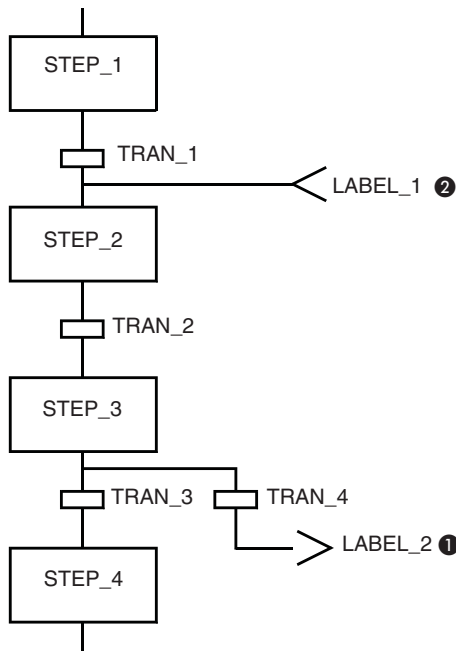 STEP_1
TRAN_1
LABEL_1 ❷
STEP_2
TRAN_2
STEP_3
TRAN_3 TRAN_4
LABEL_2 ❶
STEP_4